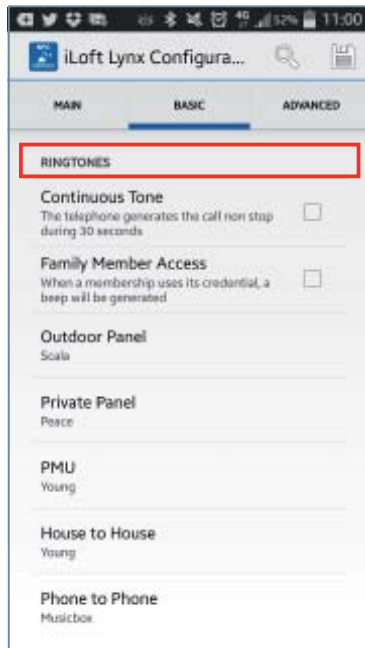 4G 52% 11:00
iLoft Lynx Configura...
MAIN BASIC ADVANCED
RINGTONES
Continuous Tone
The telephone generates the call non stop
during 30 seconds
Family Member Access
When a membership uses its credential, a
beep will be generated
Outdoor Panel
Scala
Private Panel
Peace
PMU
Young
House to House
Young
Phone to Phone
Musicbox